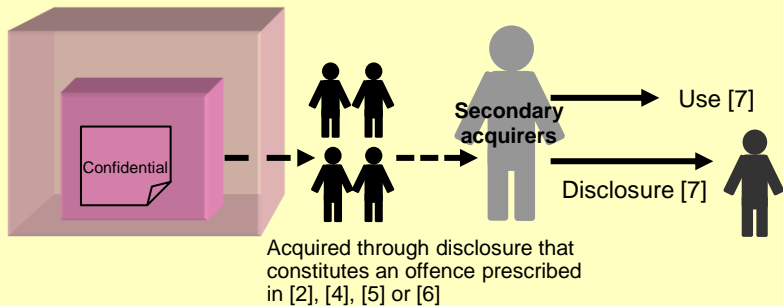 Confidential
Secondary
acquirers
Use [7]
Disclosure [7]
Acquired through disclosure that
constitutes an offence prescribed
in [2], [4], [5] or [6]